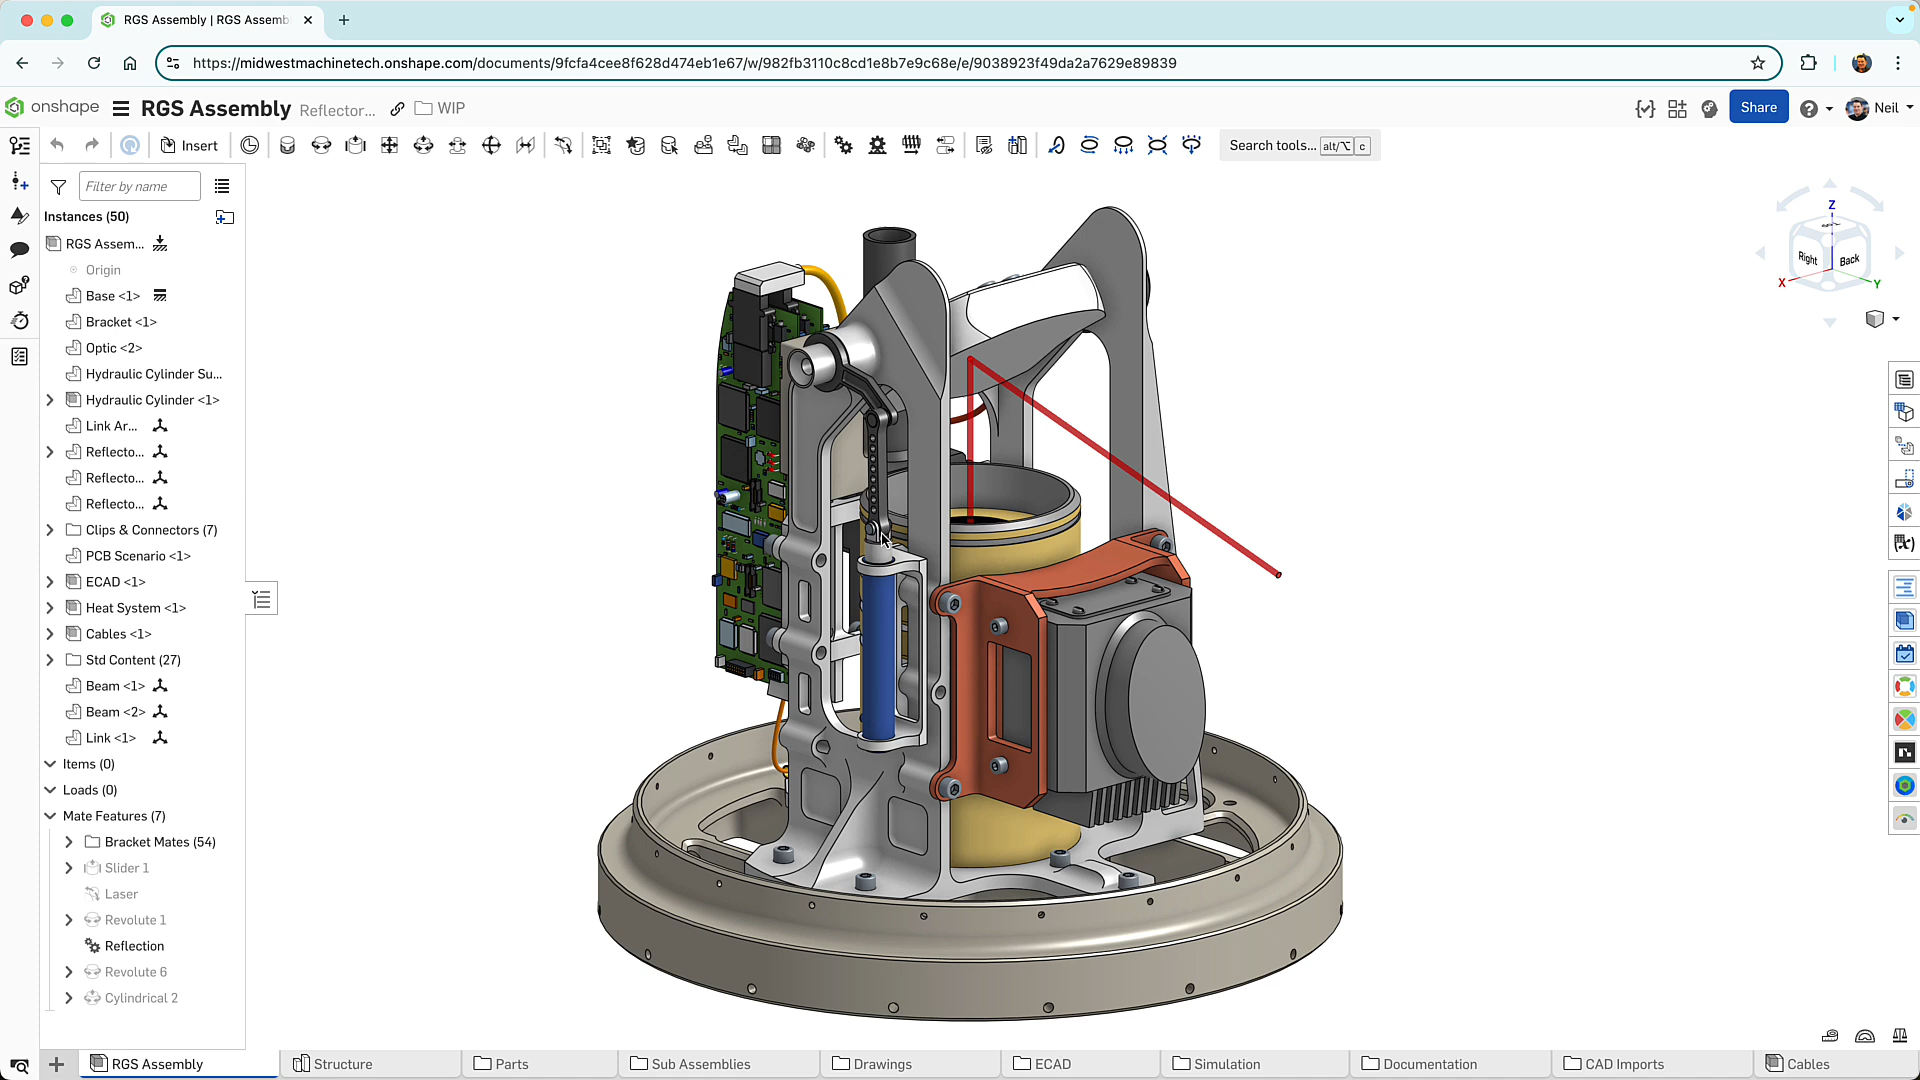 RGS Assembly | RGS Assemb
https://midwestmachinetech.onshape.com/documents/9fcfa4cee8f628d474eb1e67/w/982fb3110c8cd1e8b7e9c68e/e/9038923f49da2a7629e89839
onshape RGS Assembly Reflector... WIP Share Neil
Insert Search tools... alt/⌥ c
Filter by name
Instances (50)
RGS Assem...
Origin
Base <1>
Bracket <1>
Optic <2>
Hydraulic Cylinder Su...
Hydraulic Cylinder <1>
Link Ar...
Reflecto...
Reflecto...
Reflecto...
Clips & Connectors (7)
PCB Scenario <1>
ECAD <1>
Heat System <1>
Cables <1>
Std Content (27)
Beam <1>
Beam <2>
Link <1>
Items (0)
Loads (0)
Mate Features (7)
Bracket Mates (54)
Slider 1
Laser
Revolute 1
Reflection
Revolute 6
Cylindrical 2
Z
Right Back
X Y
RGS Assembly Structure Parts Sub Assemblies Drawings ECAD Simulation Documentation CAD Imports Cables